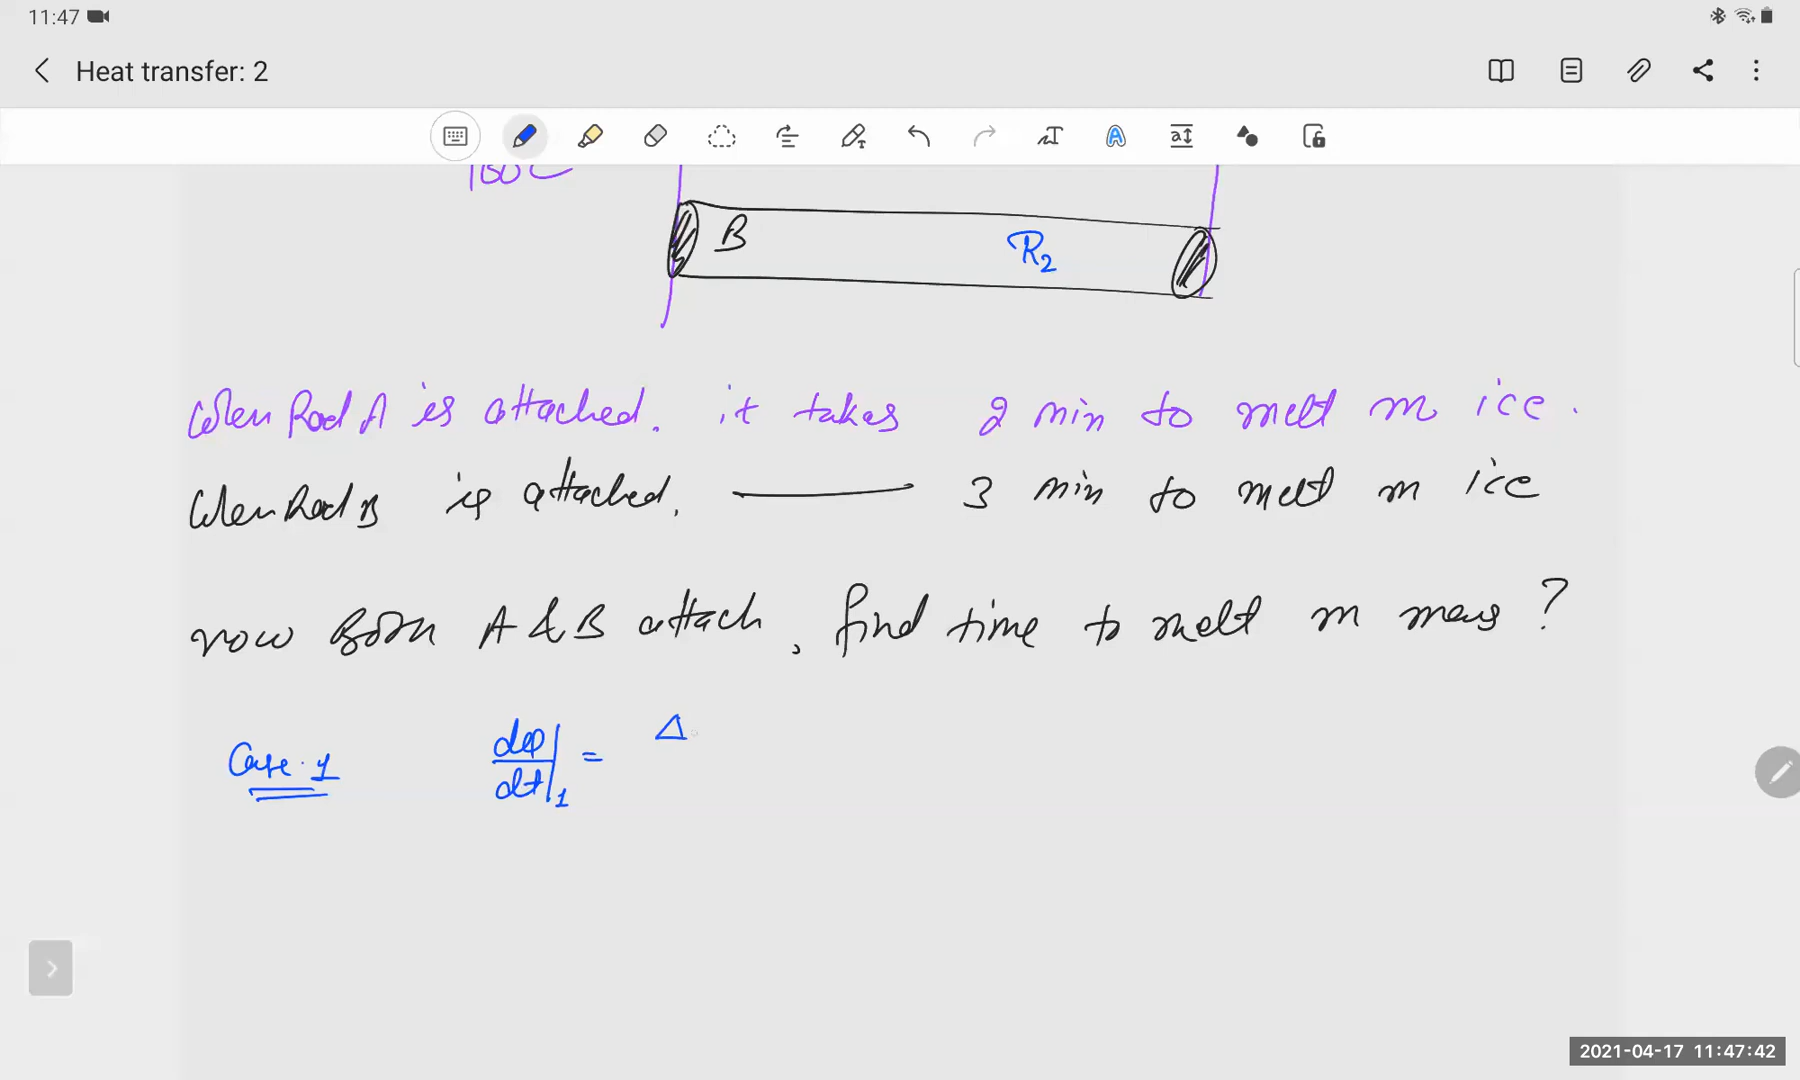 11:47
Heat transfer: 2
100°C
B
R2
When Rod A is attached. it takes 2 min to melt m ice.
When Rod B is attached. —— 3 min to melt m ice
now Both A & B attach, find time to melt m mass?
Case·1 dQ/dt|1 = Δ
2021-04-17 11:47:42